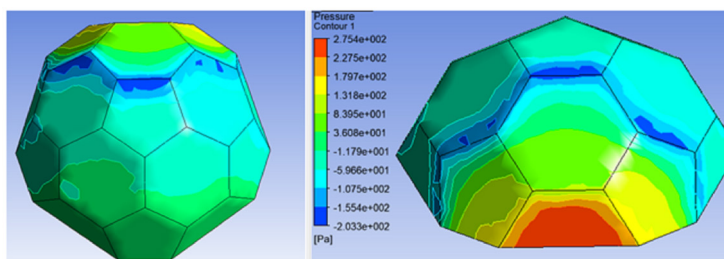 Pressure
Contour 1
2.754e+002
2.275e+002
1.797e+002
1.318e+002
8.395e+001
3.608e+001
-1.179e+001
-5.966e+001
-1.075e+002
-1.554e+002
-2.033e+002
[Pa]